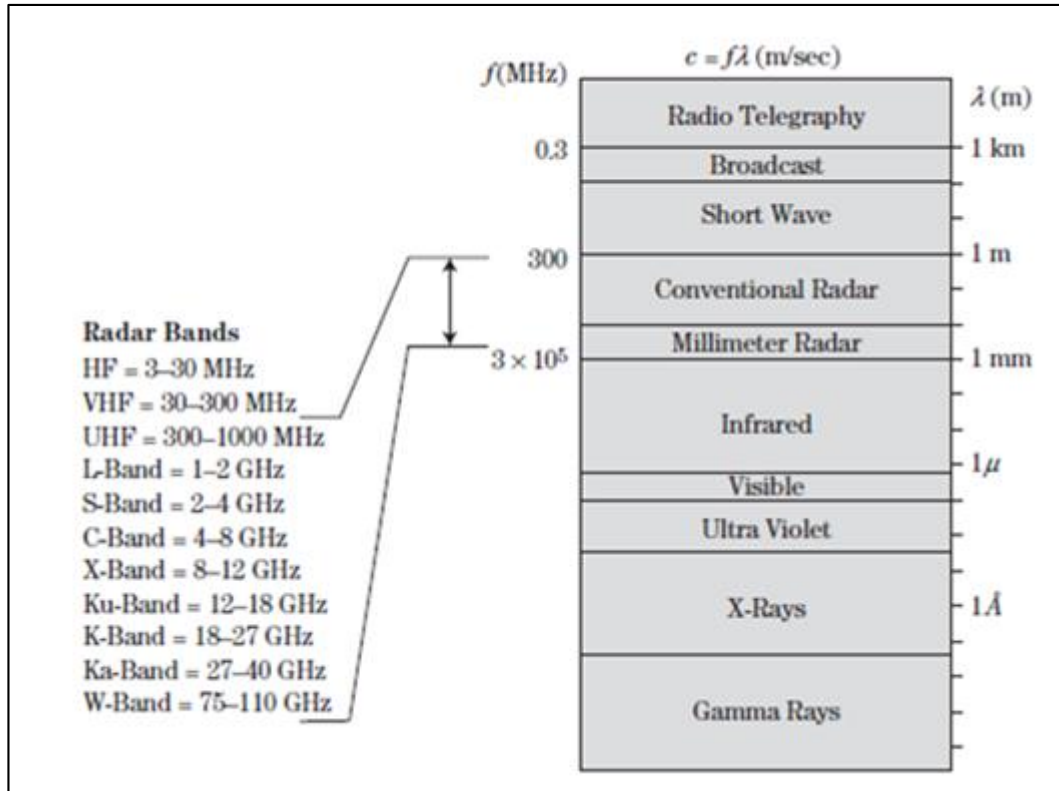 c = fλ (m/sec)
f(MHz)
λ (m)
Radio Telegraphy
0.3
1 km
Broadcast
Short Wave
300
1 m
Conventional Radar
Millimeter Radar
3 × 10⁵
1 mm
Infrared
1μ
Visible
Ultra Violet
X-Rays
1Å
Gamma Rays
Radar Bands
HF = 3–30 MHz
VHF = 30–300 MHz
UHF = 300–1000 MHz
L-Band = 1–2 GHz
S-Band = 2–4 GHz
C-Band = 4–8 GHz
X-Band = 8–12 GHz
Ku-Band = 12–18 GHz
K-Band = 18–27 GHz
Ka-Band = 27–40 GHz
W-Band = 75–110 GHz